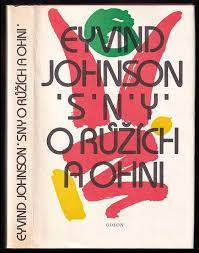 EYVIND JOHNSON ' SNY O RŮŽÍCH A OHNI '
EYVIND
JOHNSON
'S'N'Y'
O RŮŽÍCH
A OHNI
ODEON